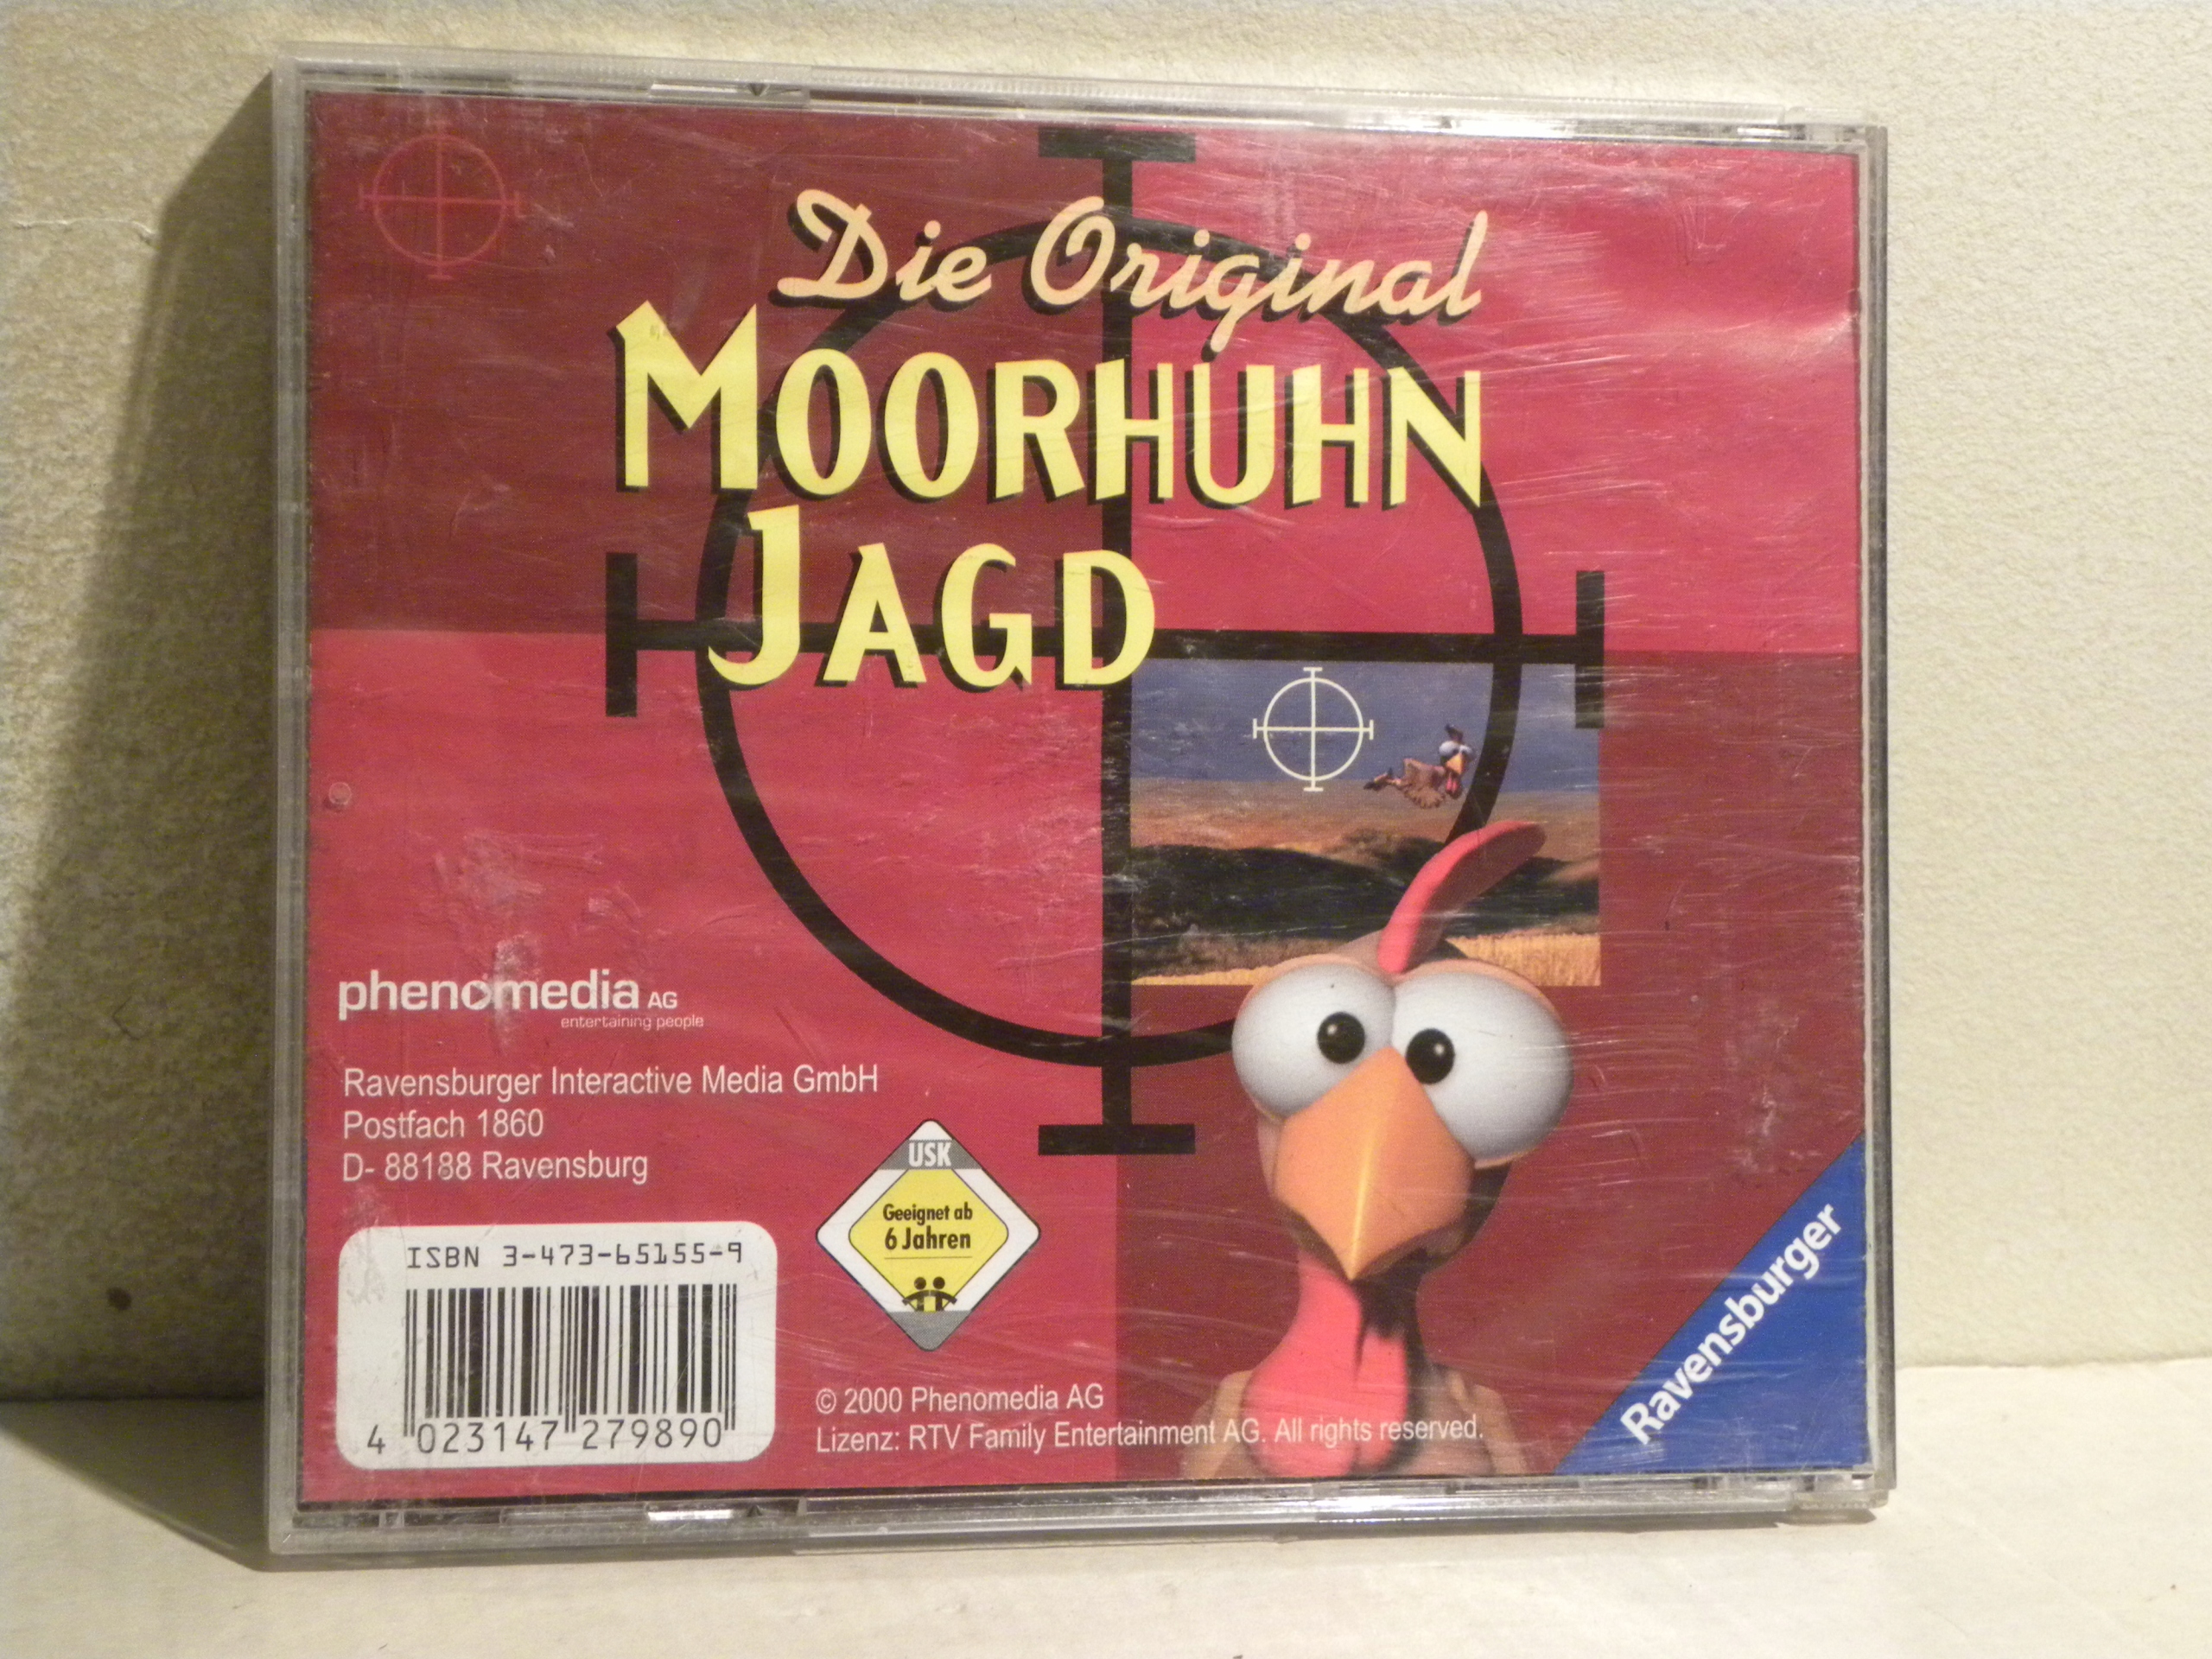 Die Original
MOORHUHN
JAGD
phenomedia AG
entertaining people
Ravensburger Interactive Media GmbH
Postfach 1860
D- 88188 Ravensburg
USK
Geeignet ab
6 Jahren
ISBN 3-473-65155-9
4 023147 279890
© 2000 Phenomedia AG
Lizenz: RTV Family Entertainment AG. All rights reserved.
Ravensburger